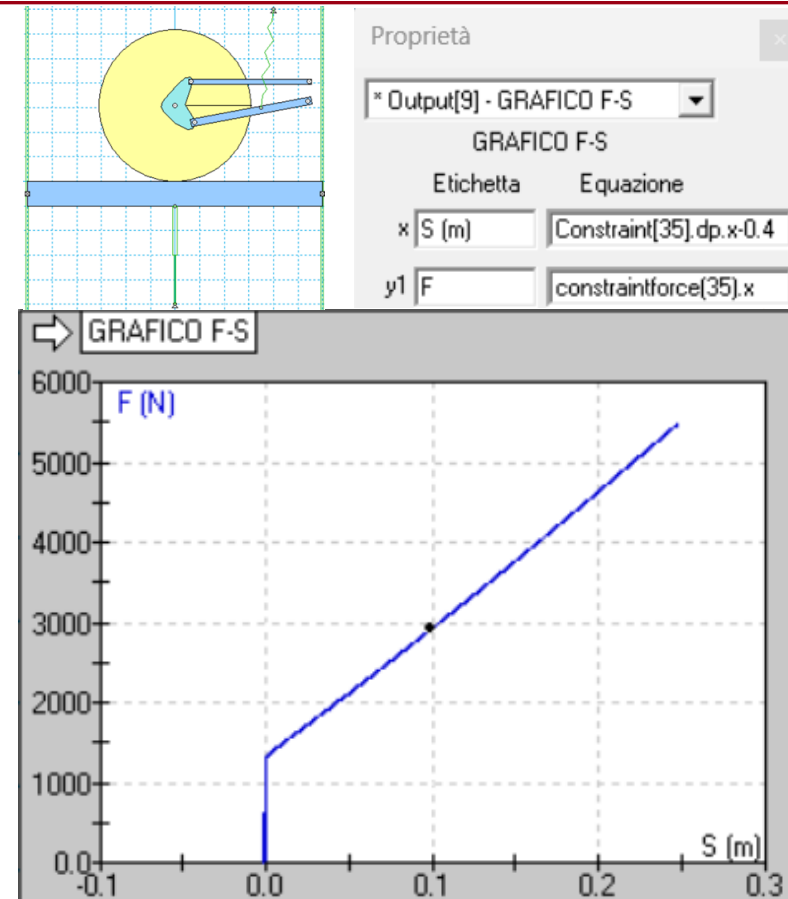 Proprietà
×
* Output[9] - GRAFICO F-S
GRAFICO F-S
Etichetta Equazione
x S (m) Constraint[35].dp.x-0.4
y1 F constraintforce(35).x
GRAFICO F-S
6000
F (N)
5000
4000
3000
2000
1000
S (m)
0.0
-0.1 0.0 0.1 0.2 0.3